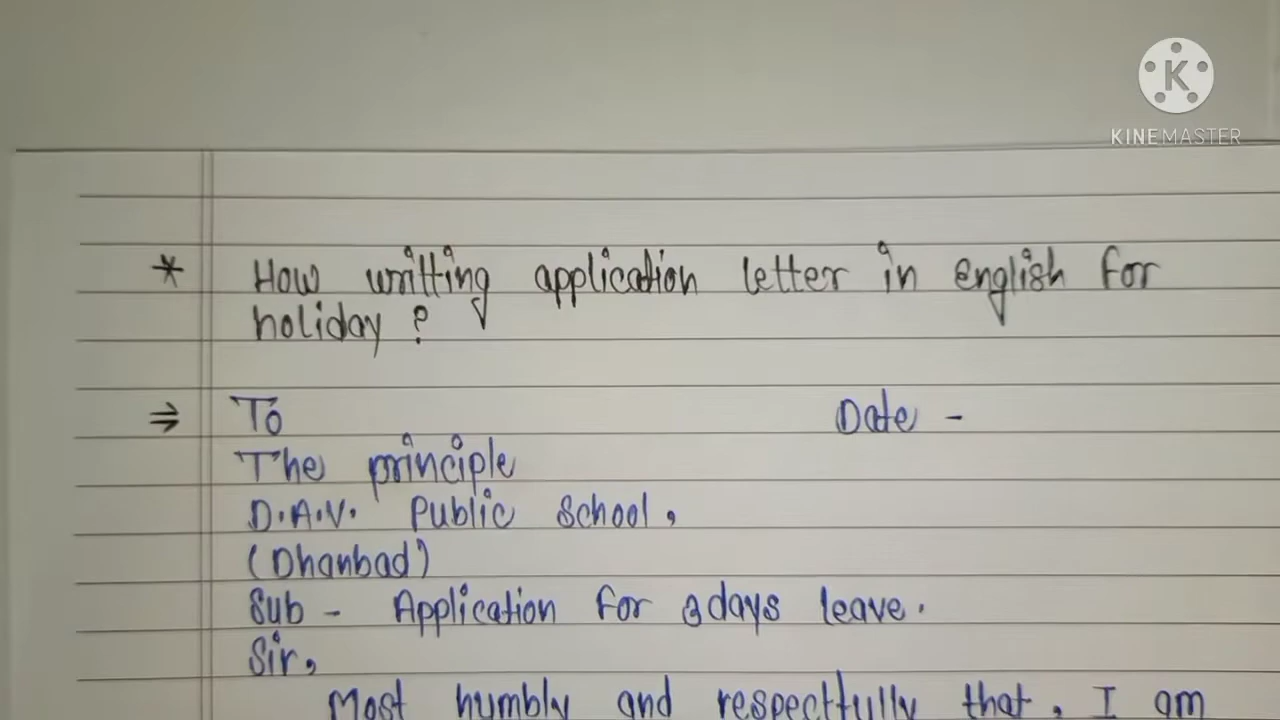 K
KINEMASTER
* How writting application letter in english for
holiday ?
⇒ To Date -
The principle
D.A.V. Public School,
(Dhanbad)
Sub - Application for 3days leave.
Sir,
Most humbly and respectfully that, I am